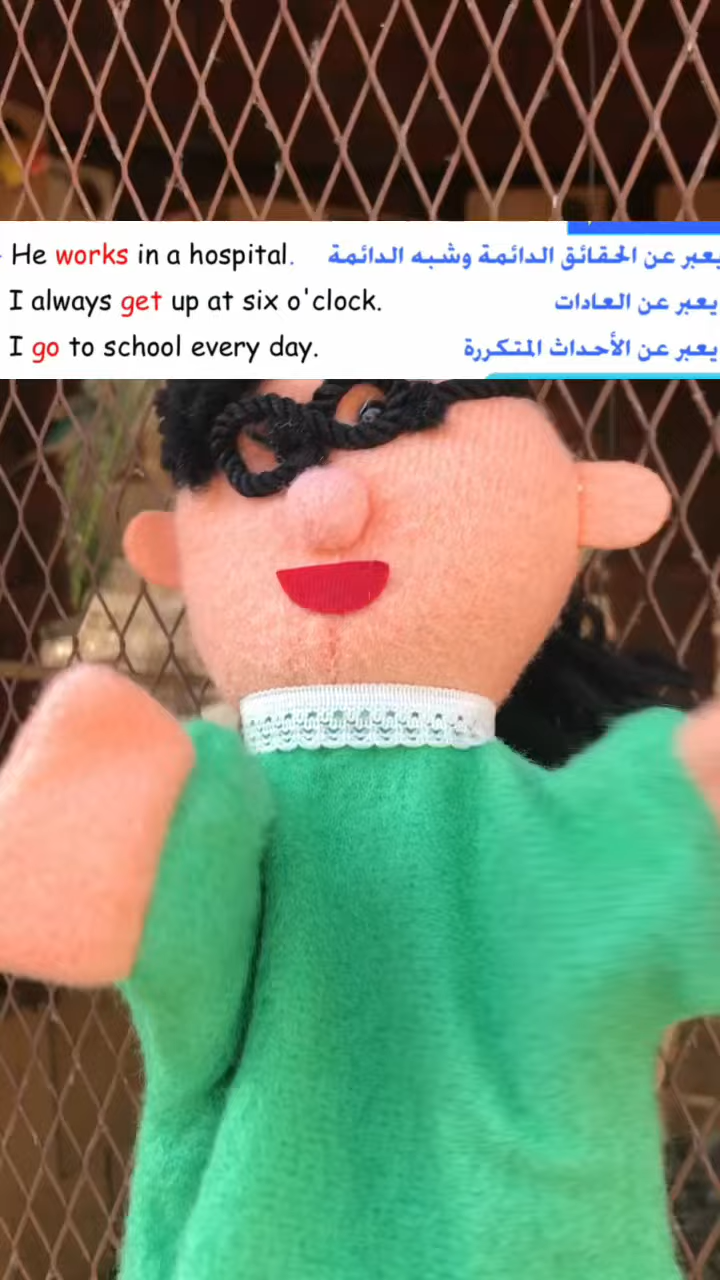 He works in a hospital. يعبر عن الحقائق الدائمة وشبه الدائمة
I always get up at six o'clock. يعبر عن العادات
I go to school every day. يعبر عن الأحداث المتكررة